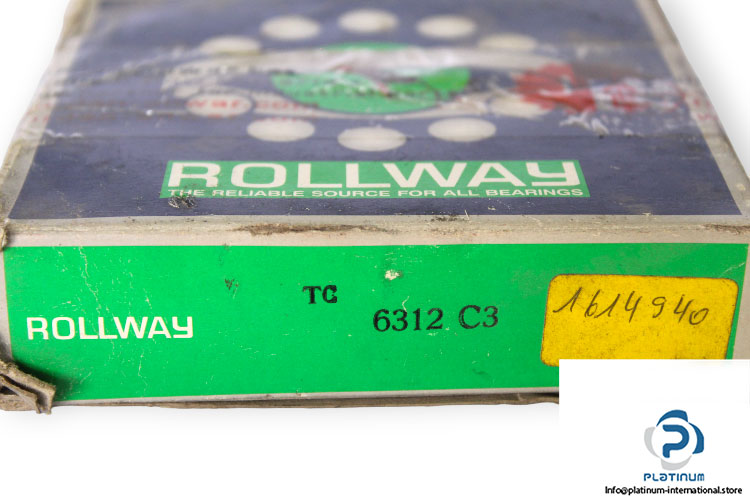 ROLLWAY
THE RELIABLE SOURCE FOR ALL BEARINGS
ROLLWAY
TC
6312 C3
1614940
PLATINUM
Info@platinum-international.store